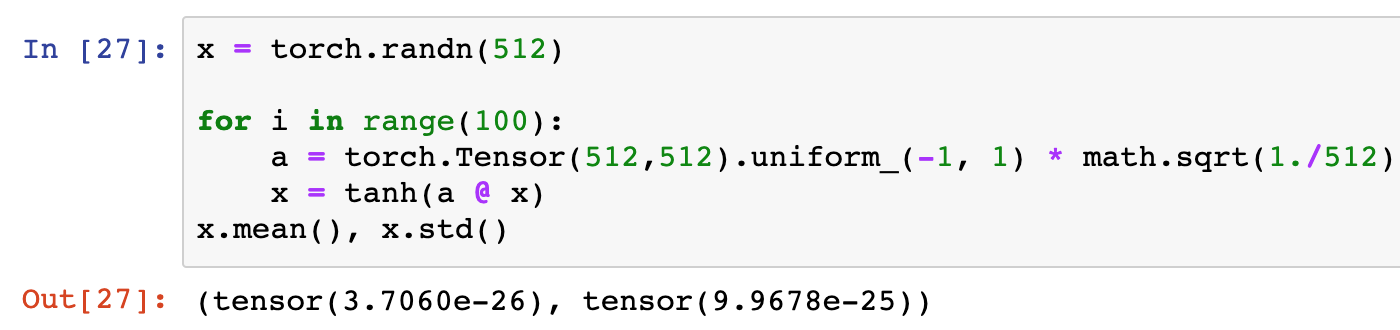 In [27]: x = torch.randn(512)
for i in range(100):
    a = torch.Tensor(512,512).uniform_(-1, 1) * math.sqrt(1./512)
    x = tanh(a @ x)
x.mean(), x.std()
Out[27]: (tensor(3.7060e-26), tensor(9.9678e-25))